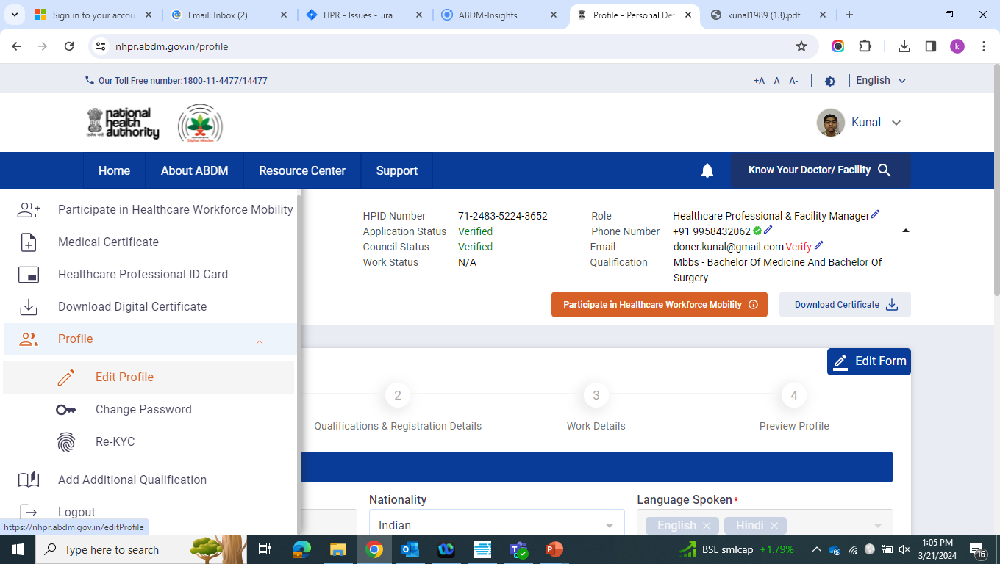 Sign in to your accou
Email: Inbox (2)
HPR - Issues - Jira
ABDM-Insights
Profile - Personal Det
kunal1989 (13).pdf
nhpr.abdm.gov.in/profile
k
Our Toll Free number:1800-11-4477/14477
+A A A-
English
national
health
authority
Digital Mission
Kunal
Home
About ABDM
Resource Center
Support
Know Your Doctor/ Facility
Participate in Healthcare Workforce Mobility
Medical Certificate
Healthcare Professional ID Card
Download Digital Certificate
Profile
Edit Profile
Change Password
Re-KYC
Add Additional Qualification
Logout
https://nhpr.abdm.gov.in/editProfile
HPID Number 71-2483-5224-3652
Application Status Verified
Council Status Verified
Work Status N/A
Role Healthcare Professional & Facility Manager
Phone Number +91 9958432062
Email doner.kunal@gmail.com Verify
Qualification Mbbs - Bachelor Of Medicine And Bachelor Of
Surgery
Participate in Healthcare Workforce Mobility
Download Certificate
Edit Form
2
Qualifications & Registration Details
3
Work Details
4
Preview Profile
Nationality
Indian
Language Spoken*
English
Hindi
Type here to search
BSE smlcap +1.79%
1:05 PM
3/21/2024
16